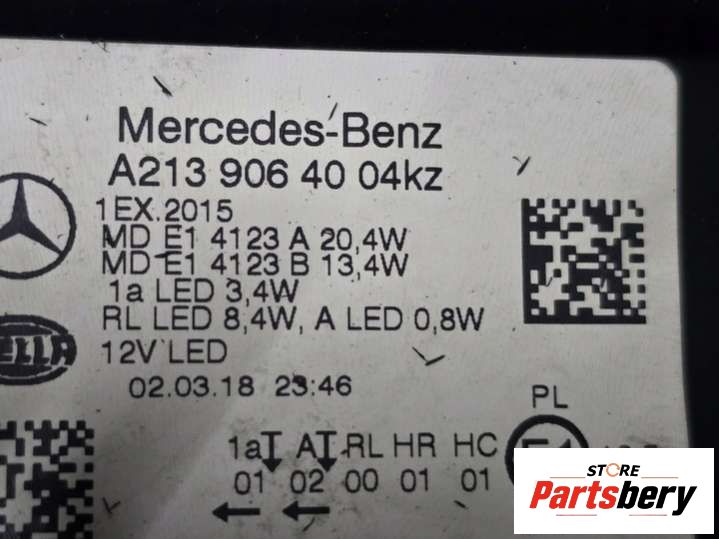 Mercedes-Benz
A213 906 40 04kz
1EX.2015
MD E1 4123 A 20,4W
MD E1 4123 B 13,4W
1a LED 3,4W
RL LED 8,4W, A LED 0,8W
12V LED
02.03.18 23:46
PL
1a A RL HR HC
01 02 00 01 01
STORE
Partsbery